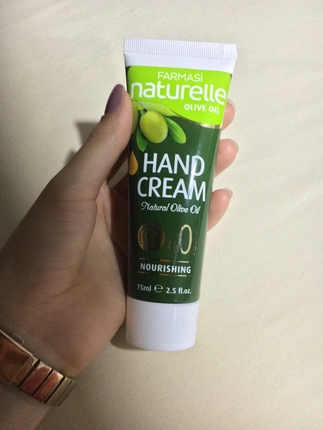 FARMASİ
naturelle
OLIVE OIL
HAND
CREAM
Natural Olive Oil
NOURISHING
75ml ℮ 2.5 fl.oz.